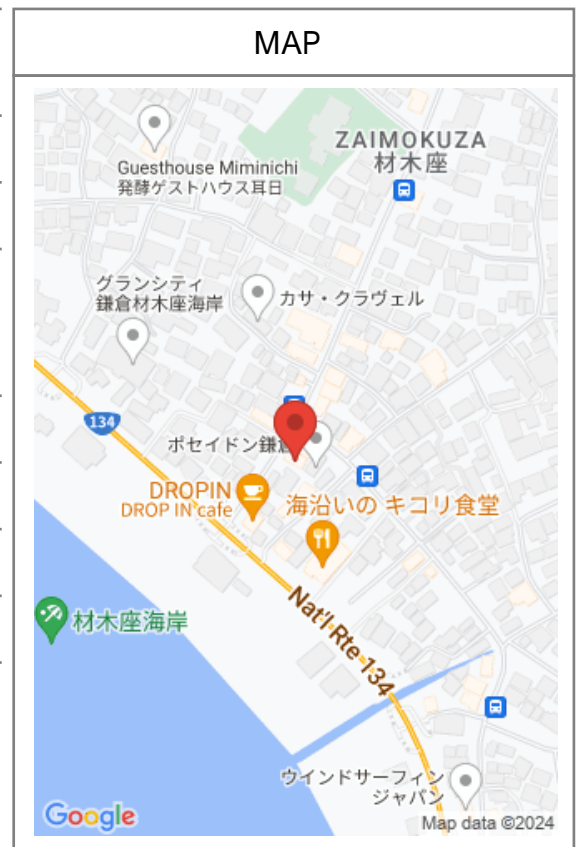 MAP
ZAIMOKUZA
材木座
Guesthouse Miminichi
発酵ゲストハウス耳日
グランシティ
鎌倉材木座海岸
カサ・クラヴェル
134
ポセイドン鎌倉
DROPIN
DROP IN cafe
海沿いの キコリ食堂
Nat'l Rte 134
材木座海岸
ウインドサーフィン
ジャパン
Google
Map data ©2024